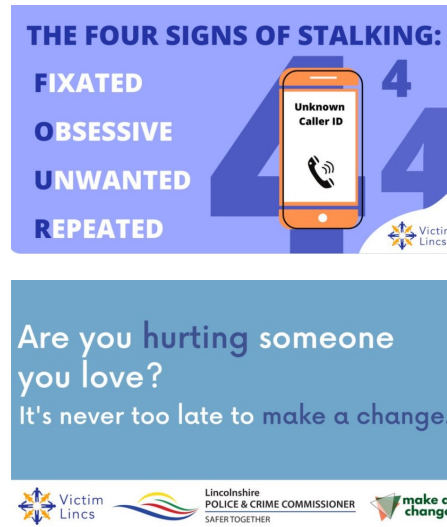 THE FOUR SIGNS OF STALKING:
FIXATED
OBSESSIVE
UNWANTED
REPEATED
4
4
4
Unknown
Caller ID
Victim
Lincs
Are you hurting someone
you love?
It's never too late to make a change.
Victim
Lincs
Lincolnshire
POLICE & CRIME COMMISSIONER
SAFER TOGETHER
make a
change